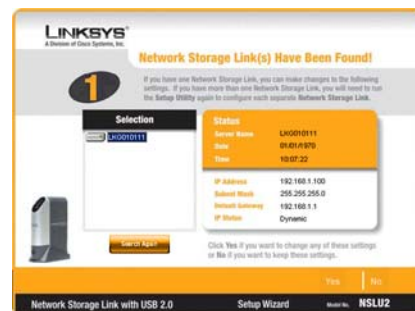 LINKSYS®
A Division of Cisco Systems, Inc.
Network Storage Link(s) Have Been Found!
1
If you have one Network Storage Link, you can make changes to the following
settings. If you have more than one Network Storage Link, you will need to run
the Setup Utility again to configure each separate Network Storage Link.
Selection
LKG010111
Status
Server Name LKG010111
Date 01/01/1970
Time 10:07:22
IP Address 192.168.1.100
Subnet Mask 255.255.255.0
Default Gateway 192.168.1.1
IP Status Dynamic
Search Again
Click Yes if you want to change any of these settings
or No if you want to keep these settings.
Yes No
Network Storage Link with USB 2.0 Setup Wizard Model No. NSLU2